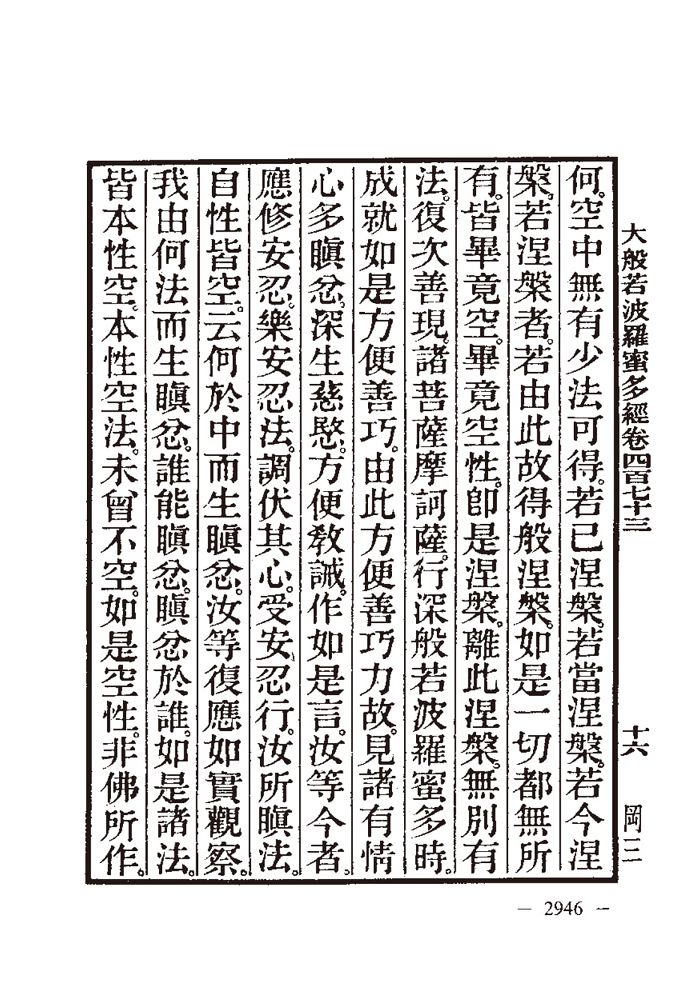 大般若波羅蜜多經卷四百七十三
十六
岡三
何。空中無有少法可得。若已涅槃。若當涅槃。若今涅
槃。若涅槃者。若由此故得般涅槃。如是一切都無所
有。皆畢竟空。畢竟空性。卽是涅槃。離此涅槃。無別有
法。復次善現。諸菩薩摩訶薩。行深般若波羅蜜多時。
成就如是方便善巧。由此方便善巧力故。見諸有情
心多瞋忿。深生慈愍。方便教誡。作如是言。汝等今者。
應修安忍。樂安忍法。調伏其心。受安忍行。汝所瞋法。
自性皆空。云何於中而生瞋忿。汝等復應如實觀察。
我由何法而生瞋忿。誰能瞋忿。瞋忿於誰。如是諸法。
皆本性空。本性空法。未曾不空。如是空性。非佛所作。
— 2946 —